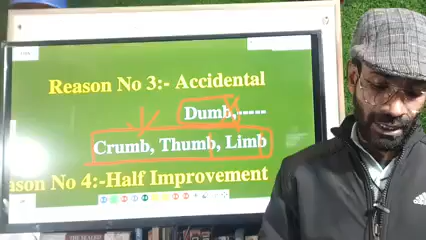 Reason No 3:- Accidental
Dumb,-----
Crumb, Thumb, Limb
ason No 4:-Half Improvement